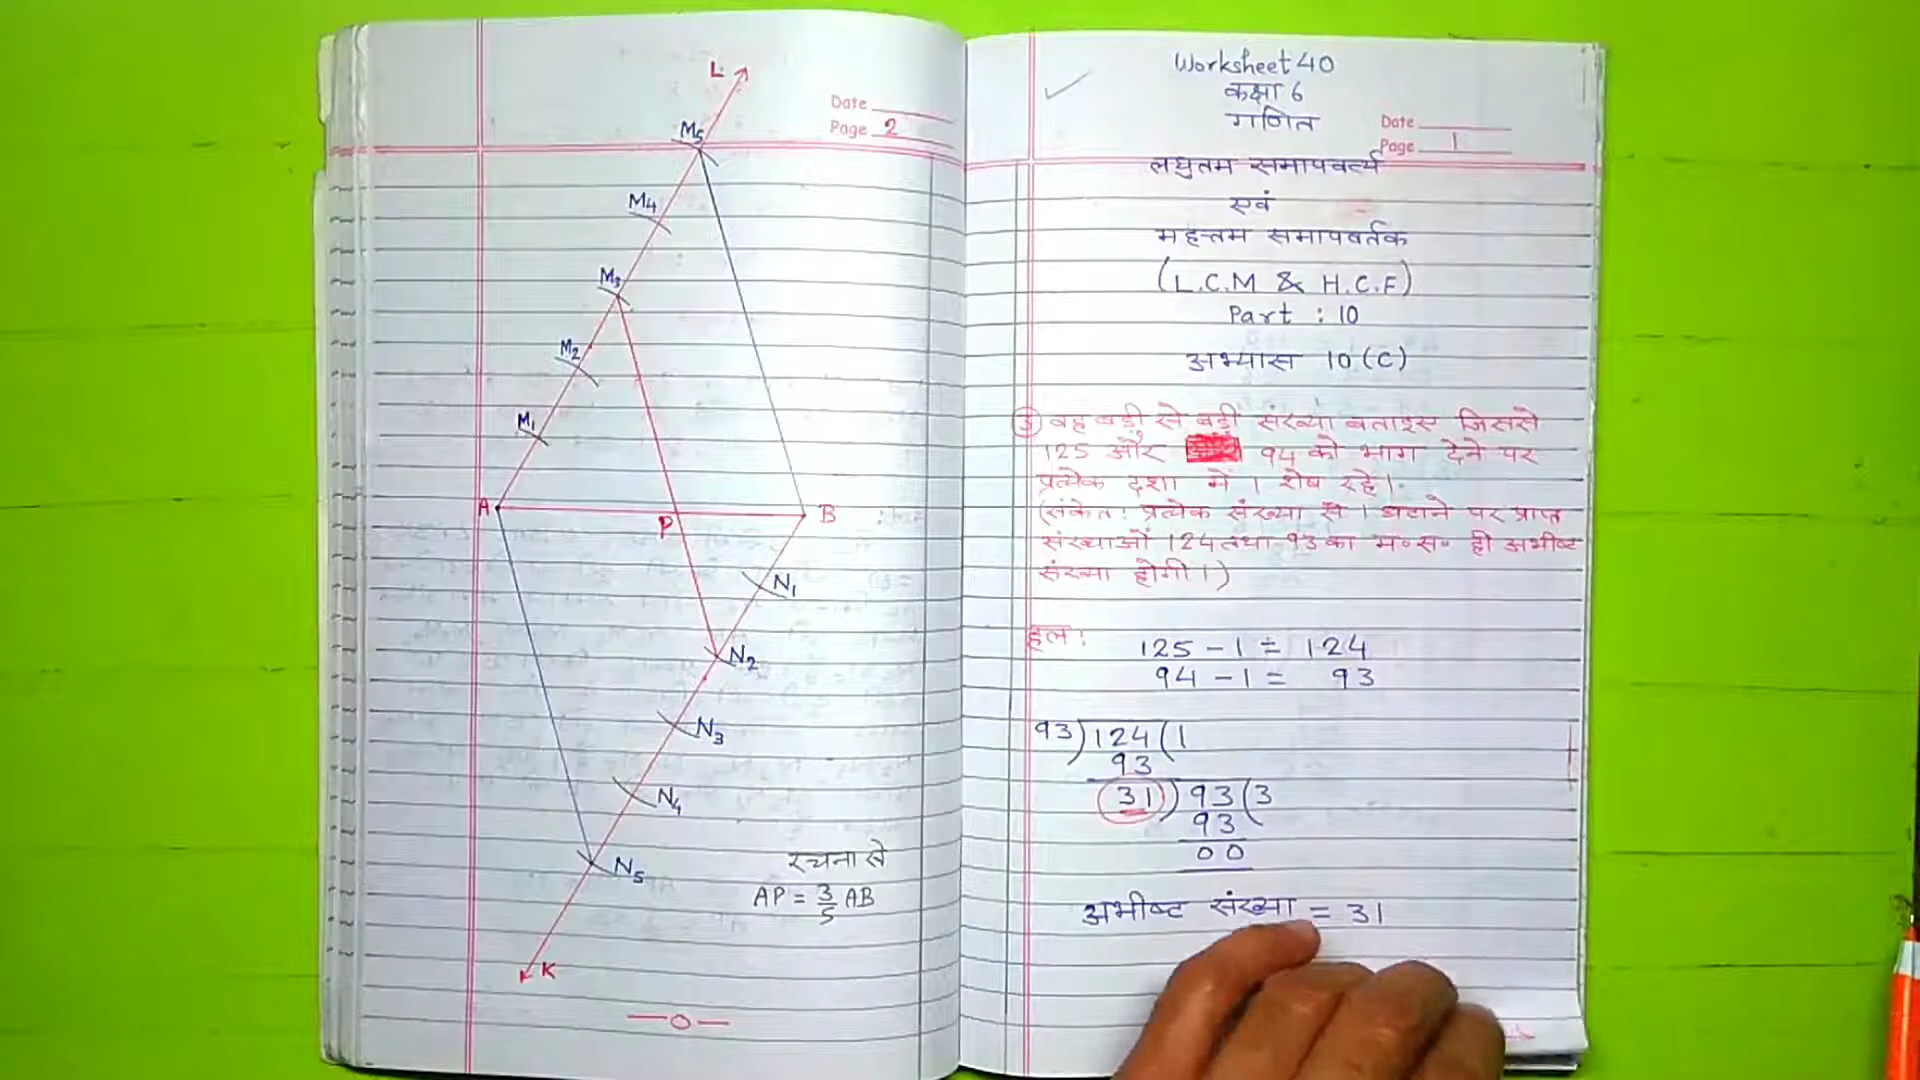 Date
Page 2
L
M5
M4
M3
M2
M1
A
P
B
N1
N2
N3
N4
N5
K
रचना से
AP = 3/5 AB
Worksheet 40
कक्षा 6
गणित
Date
Page 1
लघुतम समापवर्त्य
एवं
महत्तम समापवर्तक
(L.C.M & H.C.F)
Part : 10
अभ्यास 10 (C)
③ वह बड़ी से बड़ी संख्या बताइए जिससे
125 और 94 को भाग देने पर
प्रत्येक दशा में 1 शेष रहे।
(संकेत: प्रत्येक संख्या से 1 घटाने पर प्राप्त
संख्याओं 124 तथा 93 का म॰स॰ ही अभीष्ट
संख्या होगी।)
हल:
125 - 1 = 124
94 - 1 = 93
93)124(1
93
31)93(3
93
00
अभीष्ट संख्या = 31